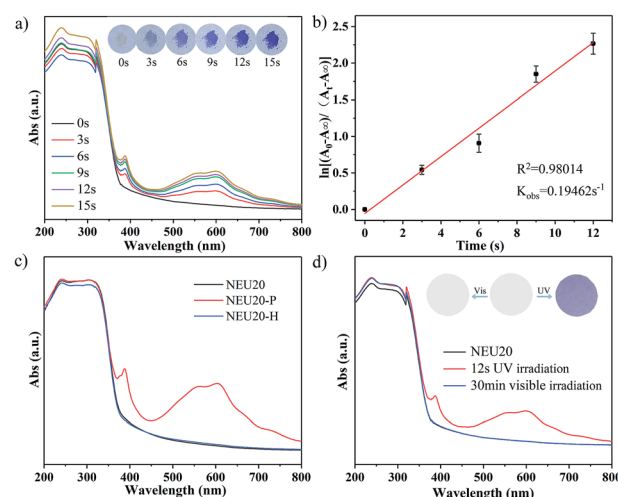 a)
0s 3s 6s 9s 12s 15s
0s
3s
6s
9s
12s
15s
Abs (a.u.)
200 300 400 500 600 700 800
Wavelength (nm)
b)
2.5
2.0
1.5
1.0
0.5
0.0
ln[(A0-A∞)/（At-A∞)]
R²=0.98014
Kobs=0.19462s⁻¹
0 2 4 6 8 10 12
Time (s)
c)
NEU20
NEU20-P
NEU20-H
Abs (a.u.)
200 300 400 500 600 700 800
Wavelength (nm)
d)
Vis UV
NEU20
12s UV irradiation
30min visible irradiation
Abs (a.u.)
200 300 400 500 600 700 800
Wavelength (nm)